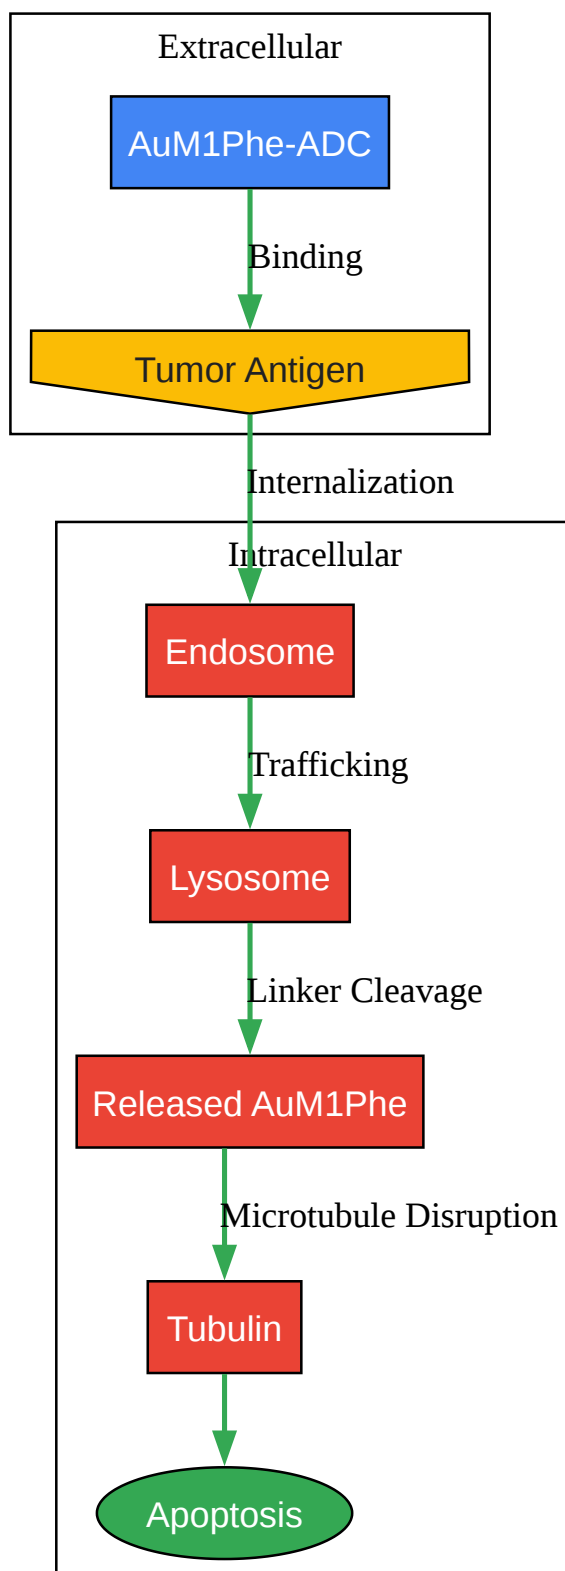 Extracellular
AuM1Phe-ADC
Binding
Tumor Antigen
Internalization
Intracellular
Endosome
Trafficking
Lysosome
Linker Cleavage
Released AuM1Phe
Microtubule Disruption
Tubulin
Apoptosis